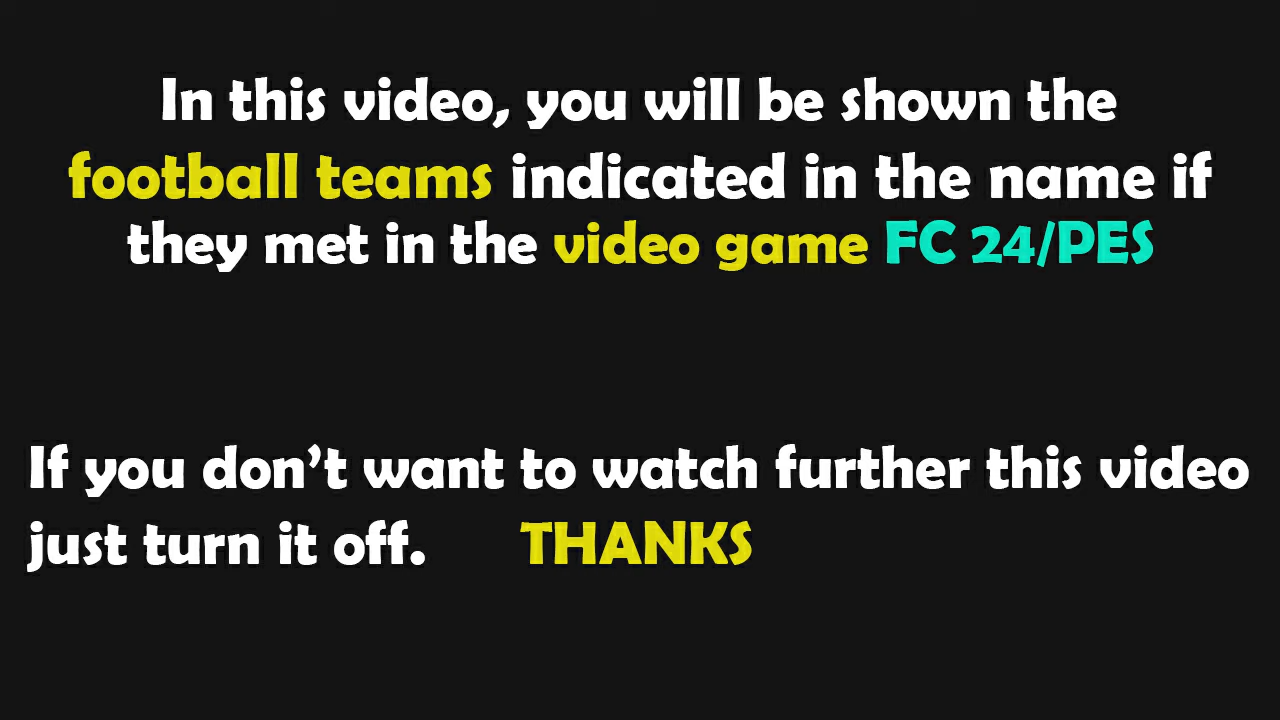 In this video, you will be shown the
football teams indicated in the name if
they met in the video game FC 24/PES
If you don't want to watch further this video
just turn it off. THANKS